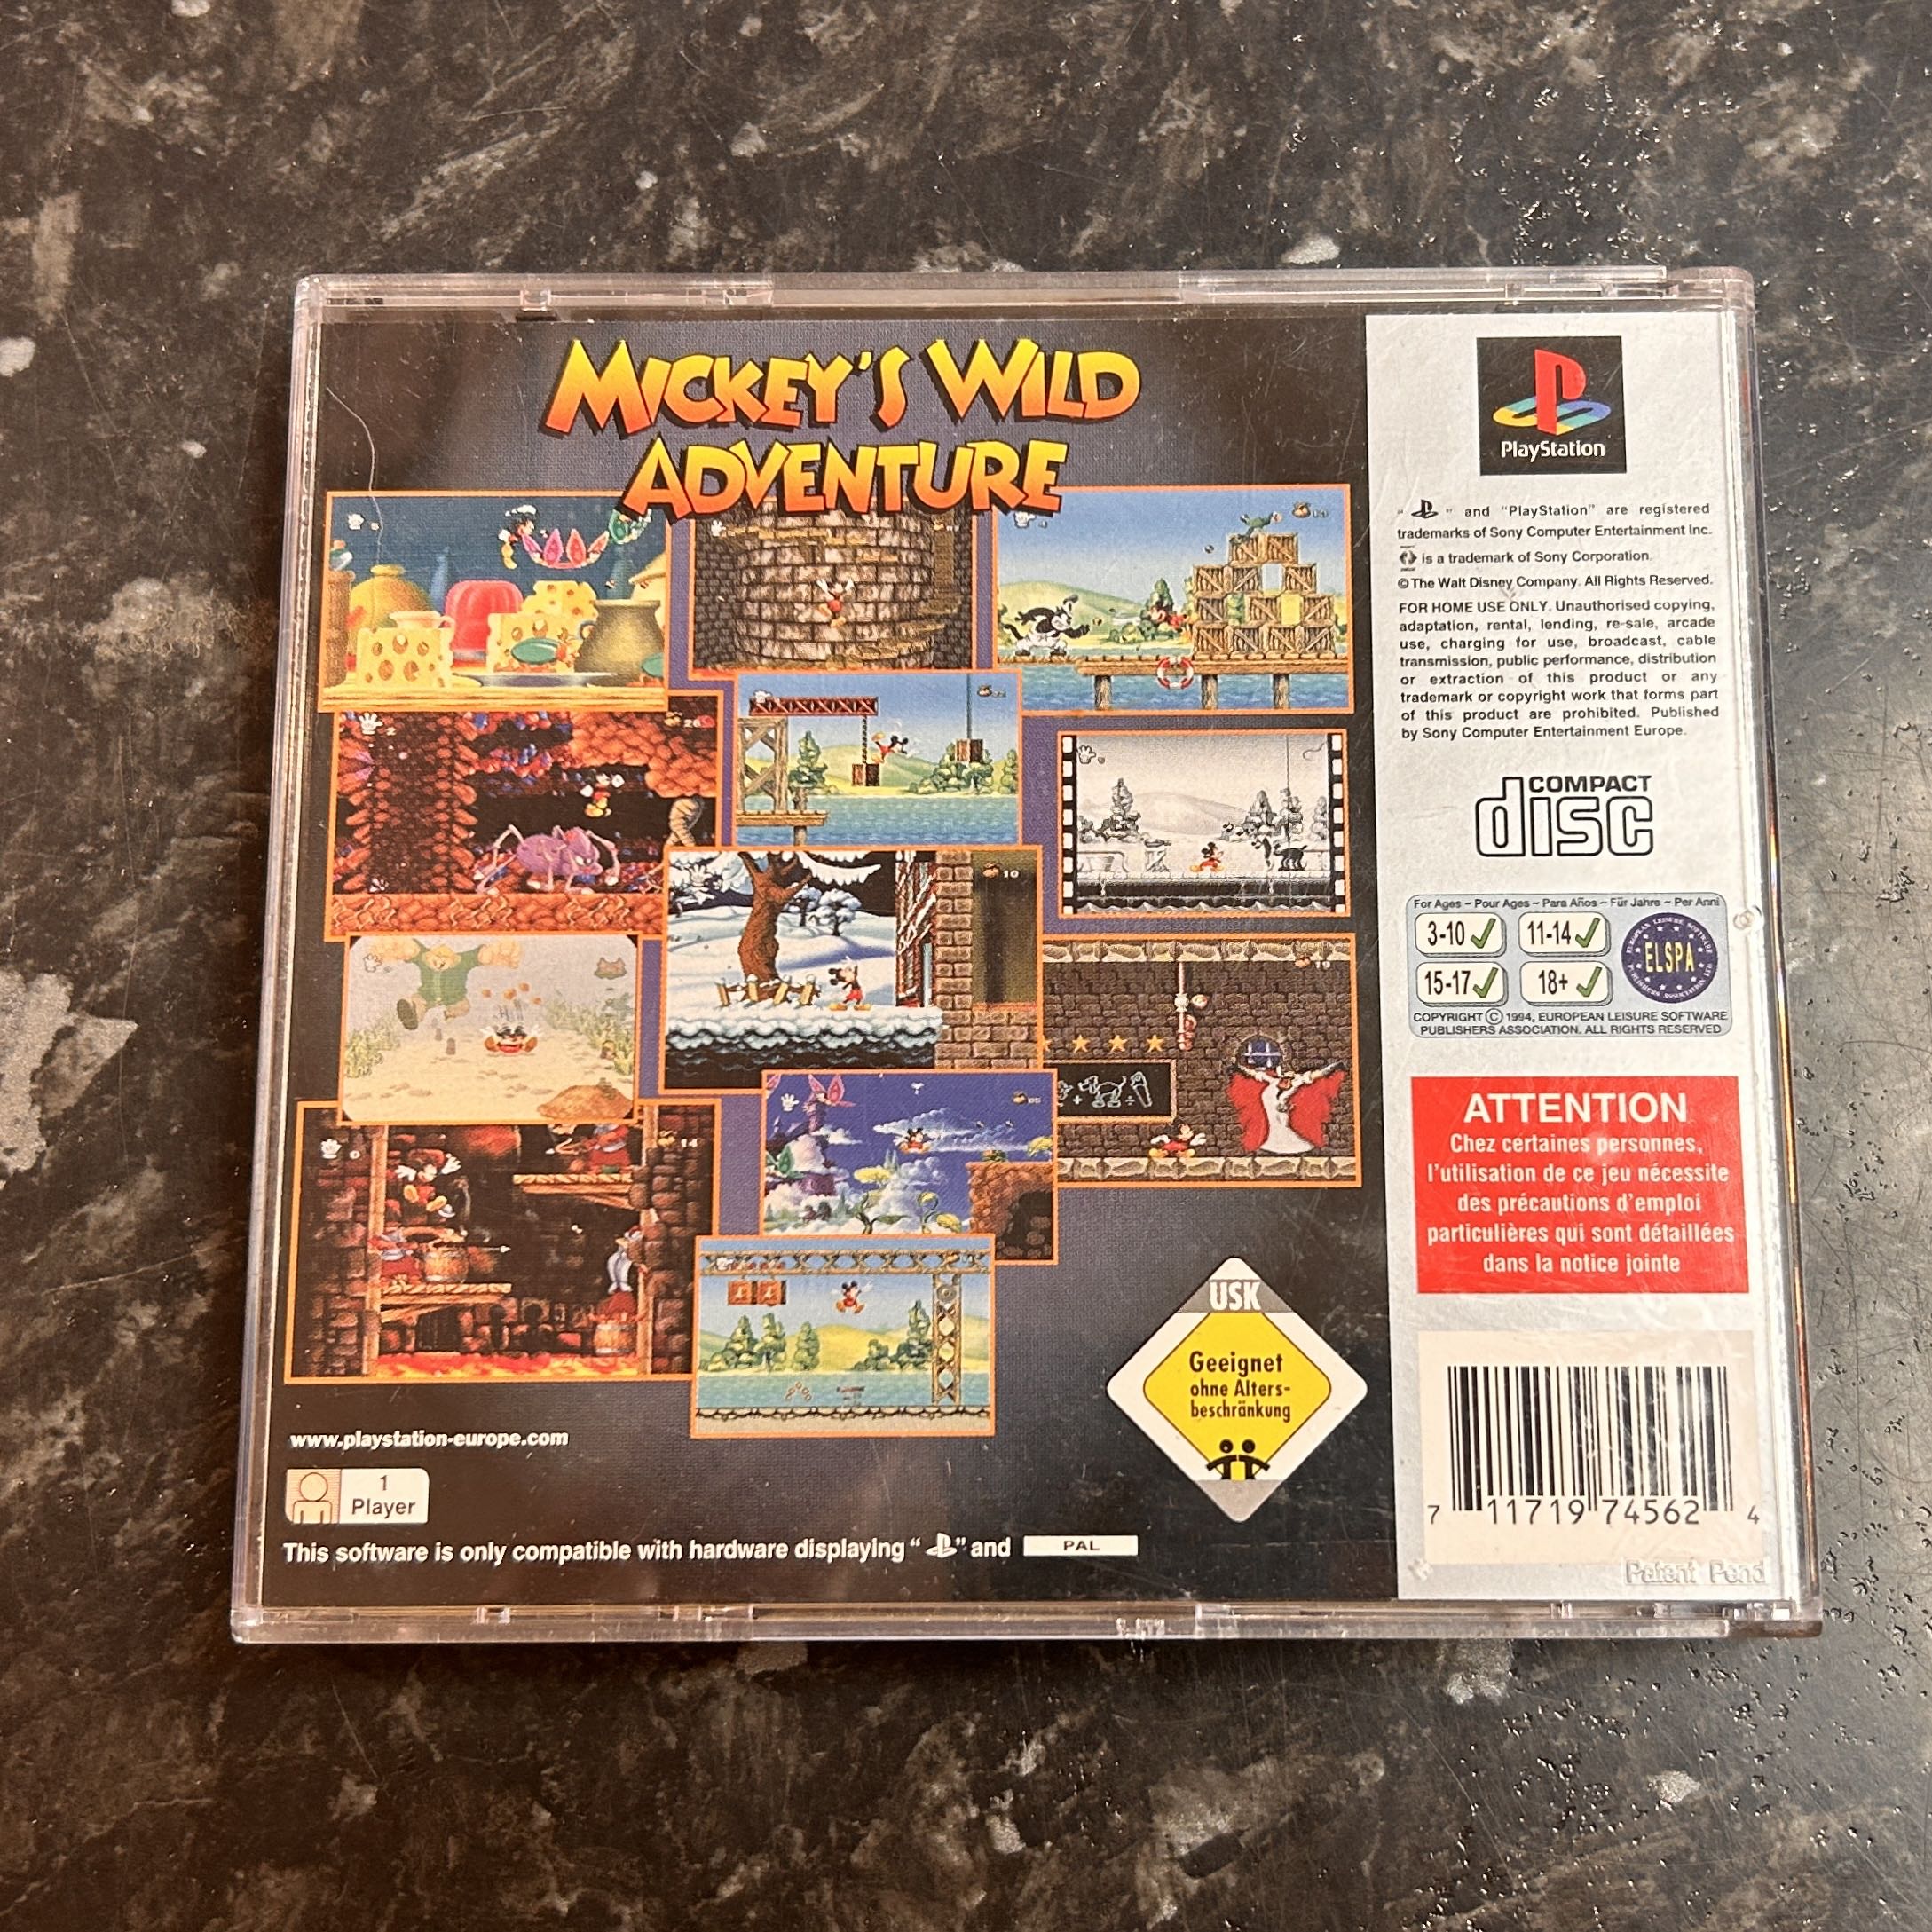 MICKEY'S WILD
ADVENTURE
www.playstation-europe.com
1
Player
This software is only compatible with hardware displaying " " and PAL
USK
Geeignet
ohne Alters-
beschränkung
PlayStation
" " and "PlayStation" are registered
trademarks of Sony Computer Entertainment Inc.
is a trademark of Sony Corporation.
© The Walt Disney Company. All Rights Reserved.
FOR HOME USE ONLY. Unauthorised copying,
adaptation, rental, lending, re-sale, arcade
use, charging for use, broadcast, cable
transmission, public performance, distribution
or extraction of this product or any
trademark or copyright work that forms part
of this product are prohibited. Published
by Sony Computer Entertainment Europe.
COMPACT
disc
For Ages – Pour Ages – Para Años – Für Jahre – Per Anni
3-10 11-14
15-17 18+
ELSPA
COPYRIGHT © 1994, EUROPEAN LEISURE SOFTWARE
PUBLISHERS ASSOCIATION. ALL RIGHTS RESERVED
ATTENTION
Chez certaines personnes,
l'utilisation de ce jeu nécessite
des précautions d'emploi
particulières qui sont détaillées
dans la notice jointe
7 11719 74562 4
Patent Pend